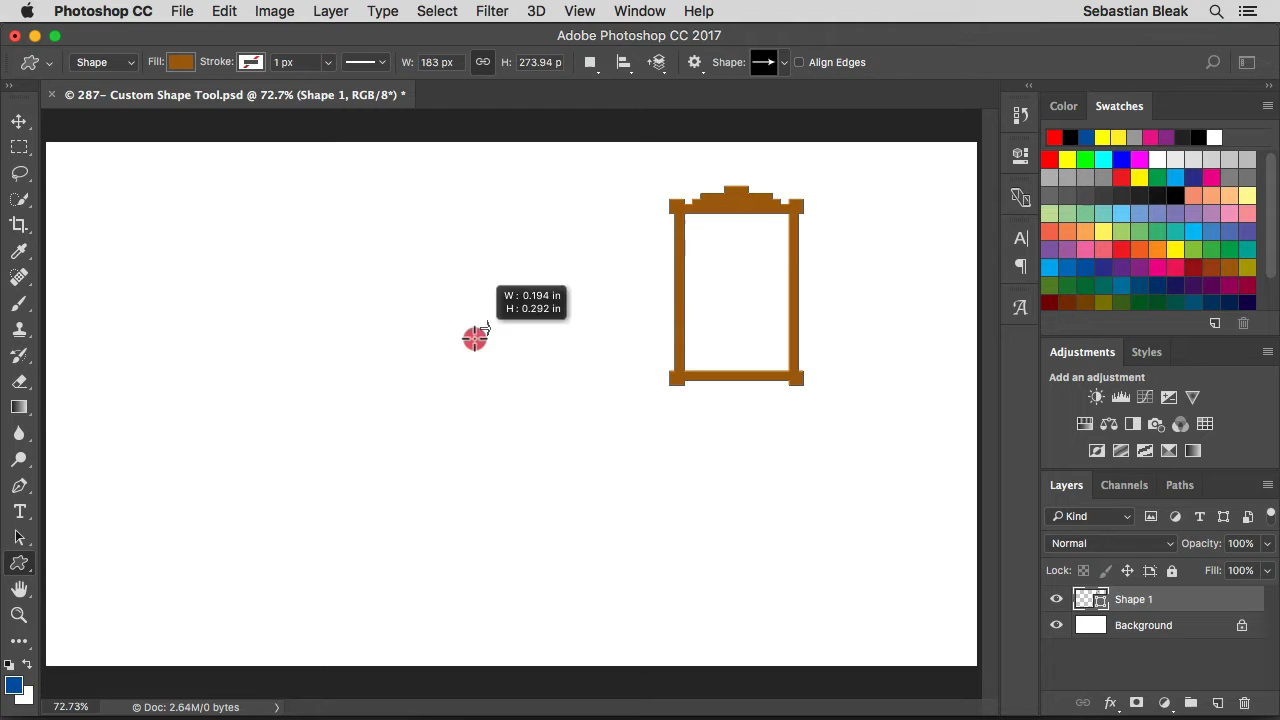 Photoshop CC File Edit Image Layer Type Select Filter 3D View Window Help Sebastian Bleak
Adobe Photoshop CC 2017
Shape Fill: Stroke: 1 px W: 183 px H: 273.94 p Shape: Align Edges
© 287- Custom Shape Tool.psd @ 72.7% (Shape 1, RGB/8*) *
Color Swatches
W : 0.194 in
H : 0.292 in
Adjustments Styles
Add an adjustment
Layers Channels Paths
Kind
Normal Opacity: 100%
Lock: Fill: 100%
Shape 1
Background
72.73% © Doc: 2.64M/0 bytes